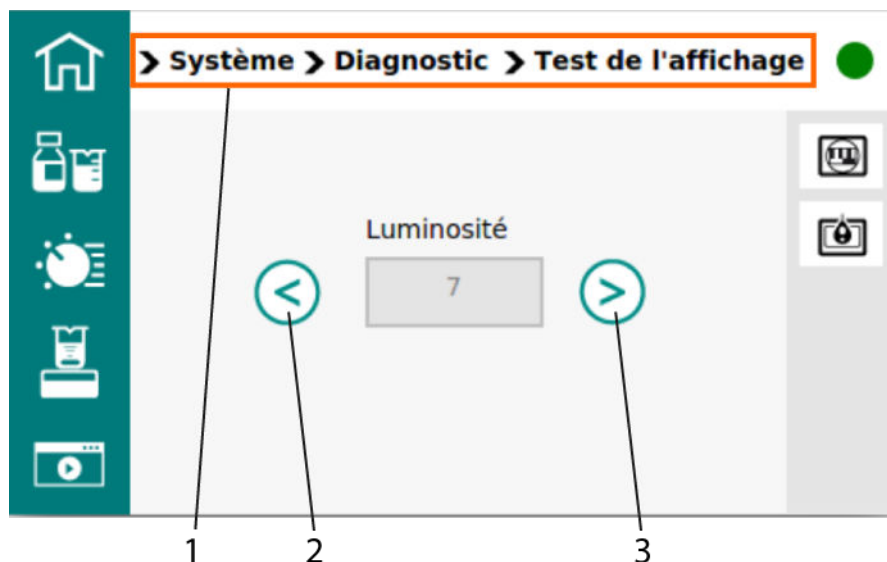 ❯ Système ❯ Diagnostic ❯ Test de l'affichage
Luminosité
< 7 >
1 2 3